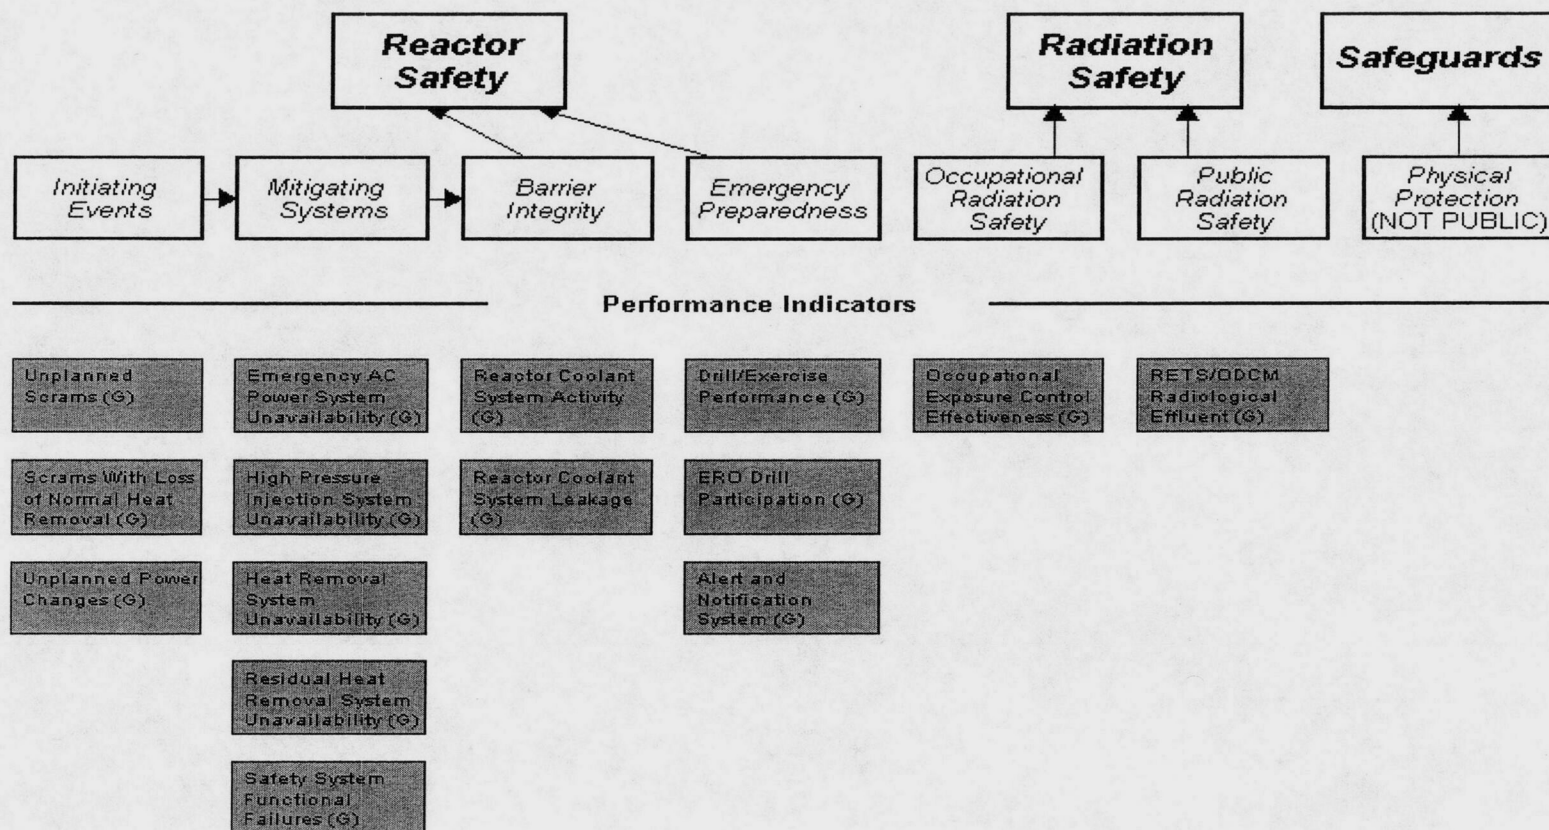 Reactor
Safety
Radiation
Safety
Safeguards
Initiating
Events
Mitigating
Systems
Barrier
Integrity
Emergency
Preparedness
Occupational
Radiation
Safety
Public
Radiation
Safety
Physical
Protection
(NOT PUBLIC)
Performance Indicators
Unplanned
Scrams (G)
Emergency AC
Power System
Unavailability (G)
Reactor Coolant
System Activity
(G)
Drill/Exercise
Performance (G)
Occupational
Exposure Control
Effectiveness (G)
RETS/ODCM
Radiological
Effluent (G)
Scrams With Loss
of Normal Heat
Removal (G)
High Pressure
Injection System
Unavailability (G)
Reactor Coolant
System Leakage
(G)
ERO Drill
Participation (G)
Unplanned Power
Changes (G)
Heat Removal
System
Unavailability (G)
Alert and
Notification
System (G)
Residual Heat
Removal System
Unavailability (G)
Safety System
Functional
Failures (G)